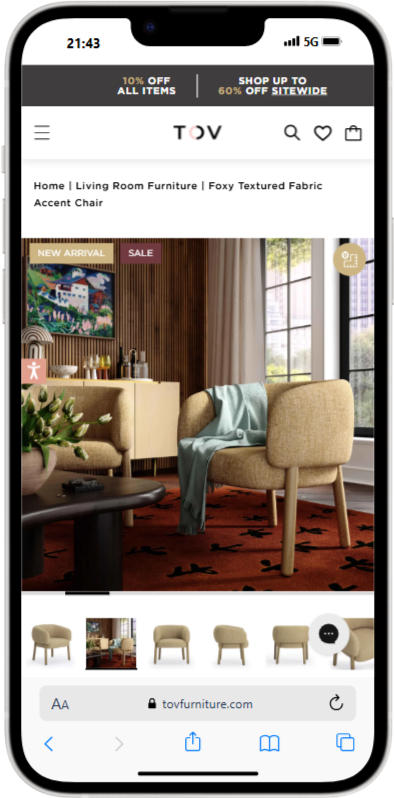 21:43
5G
10% OFF
ALL ITEMS
SHOP UP TO
60% OFF SITEWIDE
TOV
Home | Living Room Furniture | Foxy Textured Fabric
Accent Chair
NEW ARRIVAL
SALE
AA
tovfurniture.com